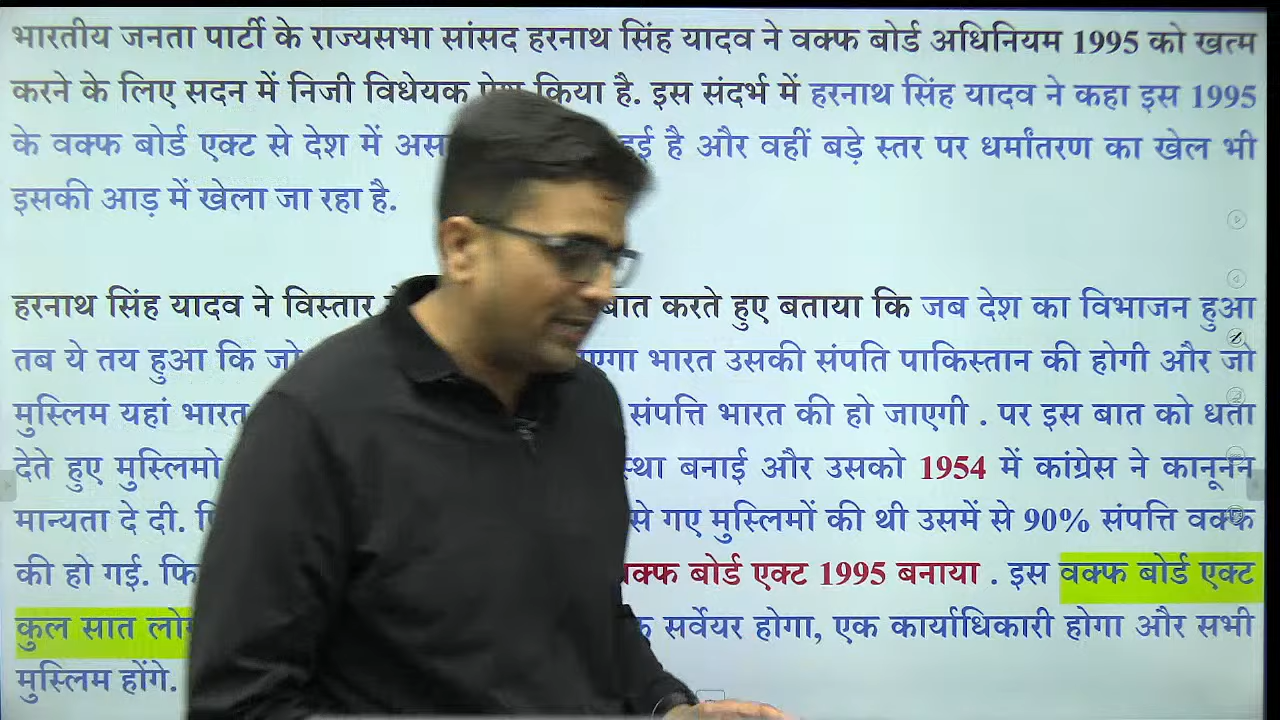 भारतीय जनता पार्टी के राज्यसभा सांसद हरनाथ सिंह यादव ने वक्फ बोर्ड अधिनियम 1995 को खत्म
करने के लिए सदन में निजी विधेयक पेश किया है. इस संदर्भ में हरनाथ सिंह यादव ने कहा इस 1995
के वक्फ बोर्ड एक्ट से देश में हुई है और वहीं बड़े स्तर पर धर्मांतरण का खेल भी
इसकी आड़ में खेला जा रहा है.
हरनाथ सिंह यादव ने विस्तार बात करते हुए बताया कि जब देश का विभाजन हुआ
तब ये तय हुआ कि जो भारत उसकी संपति पाकिस्तान की होगी और जो
मुस्लिम यहां भारत संपत्ति भारत की हो जाएगी . पर इस बात को धता
देते हुए बनाई और उसको 1954 में कांग्रेस ने कानूनन
मान्यता दे दी. से गए मुस्लिमों की थी उसमें से 90% संपत्ति वक्फ
की हो गई. वक्फ बोर्ड एक्ट 1995 बनाया . इस वक्फ बोर्ड एक्ट
कुल सात सर्वेयर होगा, एक कार्याधिकारी होगा और सभी
मुस्लिम होंगे.